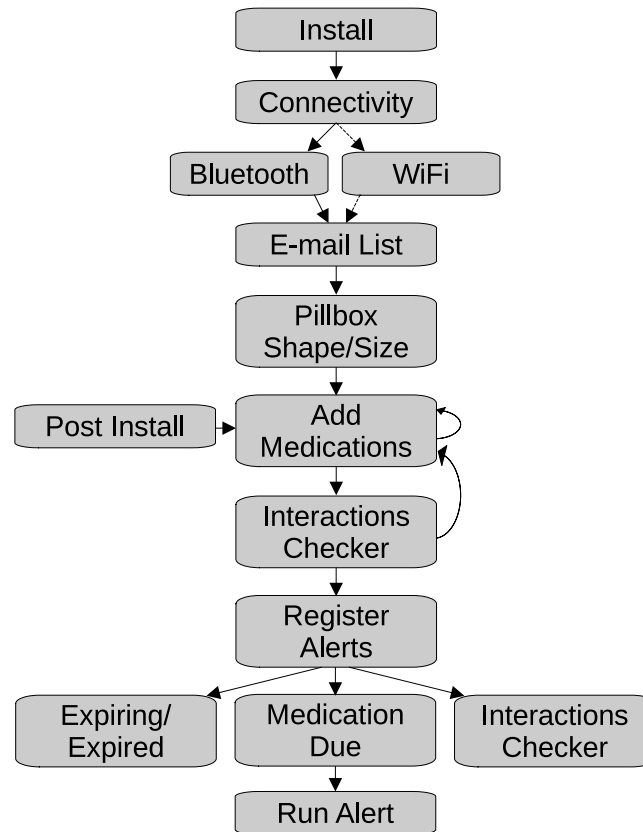 Install
Connectivity
Bluetooth
WiFi
E-mail List
Pillbox
Shape/Size
Post Install
Add
Medications
Interactions
Checker
Register
Alerts
Expiring/
Expired
Medication
Due
Interactions
Checker
Run Alert